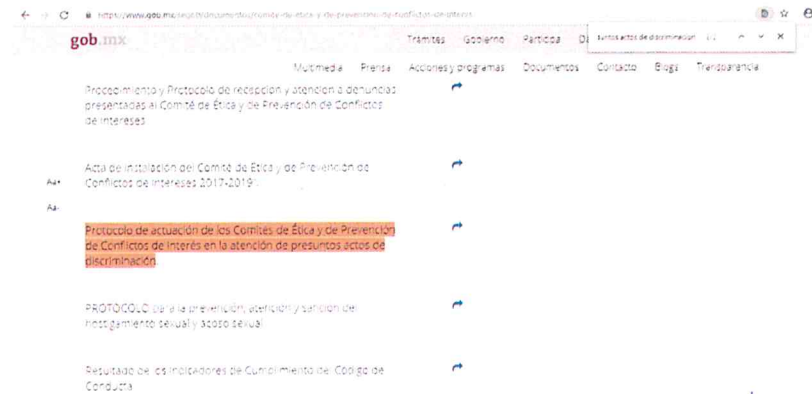 gob.mx
Trámites Gobierno Participa
Multimedia Prensa Acciones y programas Documentos Contacto Blogs Transparencia
Procedimiento y Protocolo de recepción y atención a denuncias
presentadas al Comité de Ética y de Prevención de Conflictos
de Intereses
Acta de instalación del Comité de Ética y de Prevención de
Conflictos de Intereses 2017-2019
Aa+
Aa-
Protocolo de actuación de los Comités de Ética y de Prevención
de Conflictos de Interés en la atención de presuntos actos de
discriminación.
PROTOCOLO para la prevención, atención y sanción del
hostigamiento sexual y acoso sexual
Resultado de los Indicadores de Cumplimiento del Código de
Conducta